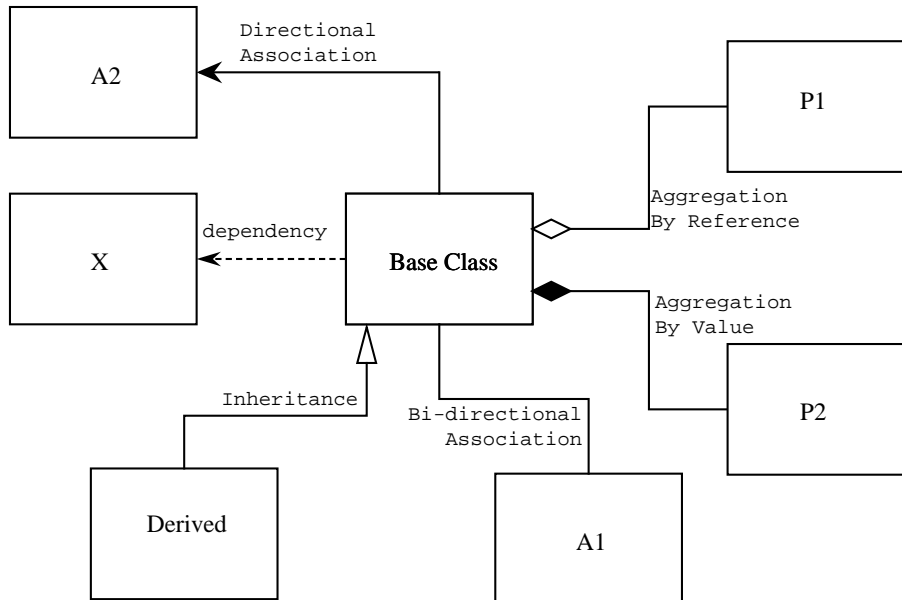 Directional
Association
A2
P1
Aggregation
By Reference
dependency
X
Base Class
Aggregation
By Value
Inheritance
Bi-directional
Association
P2
Derived
A1